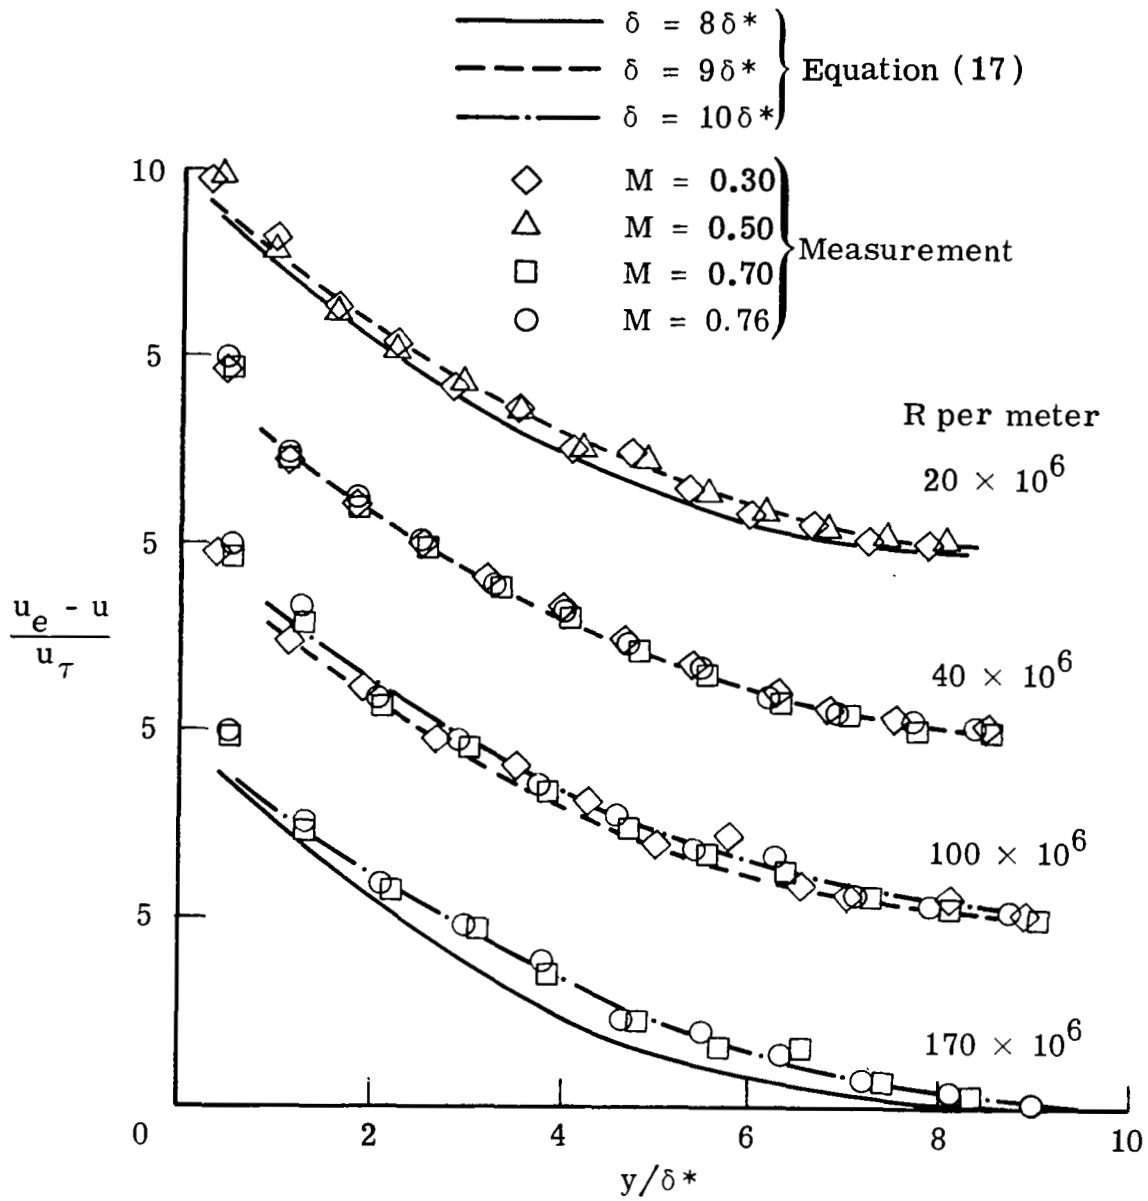 δ = 8δ*
δ = 9δ*
δ = 10δ*
Equation (17)
M = 0.30
M = 0.50
M = 0.70
M = 0.76
Measurement
10
5
5
5
5
0
2
4
6
8
10
R per meter
20 × 10⁶
40 × 10⁶
100 × 10⁶
170 × 10⁶
uₑ - u
u_τ
y/δ*